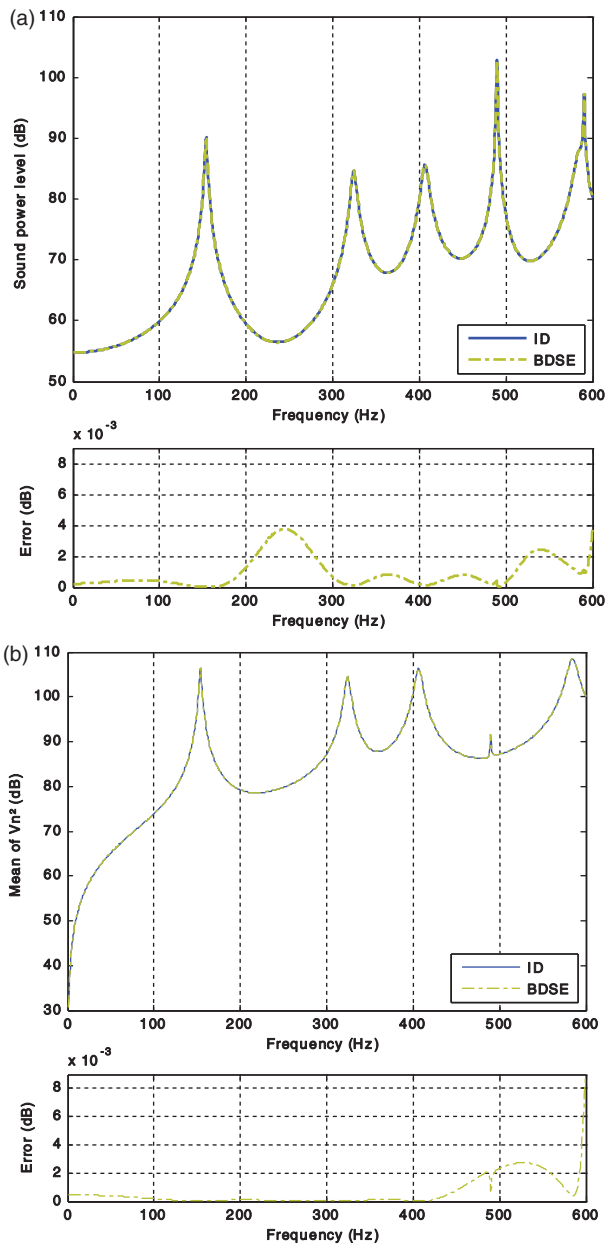 (a)
110
100
90
80
70
60
50
Sound power level (dB)
ID
BDSE
0 100 200 300 400 500 600
Frequency (Hz)
x 10⁻³
8
6
4
2
0
Error (dB)
0 100 200 300 400 500 600
Frequency (Hz)
(b)
110
100
90
80
70
60
50
40
30
Mean of Vn² (dB)
ID
BDSE
0 100 200 300 400 500 600
Frequency (Hz)
x 10⁻³
8
6
4
2
0
Error (dB)
0 100 200 300 400 500 600
Frequency (Hz)